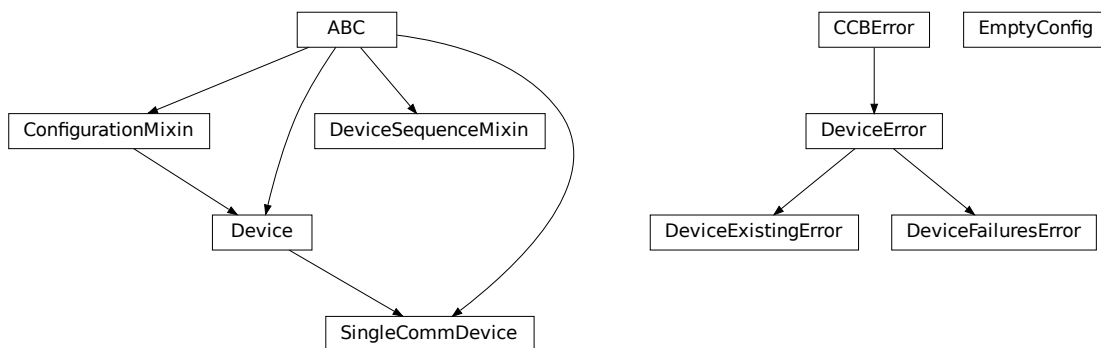 ABC
CCBError
EmptyConfig
ConfigurationMixin
DeviceSequenceMixin
DeviceError
Device
DeviceExistingError
DeviceFailuresError
SingleCommDevice